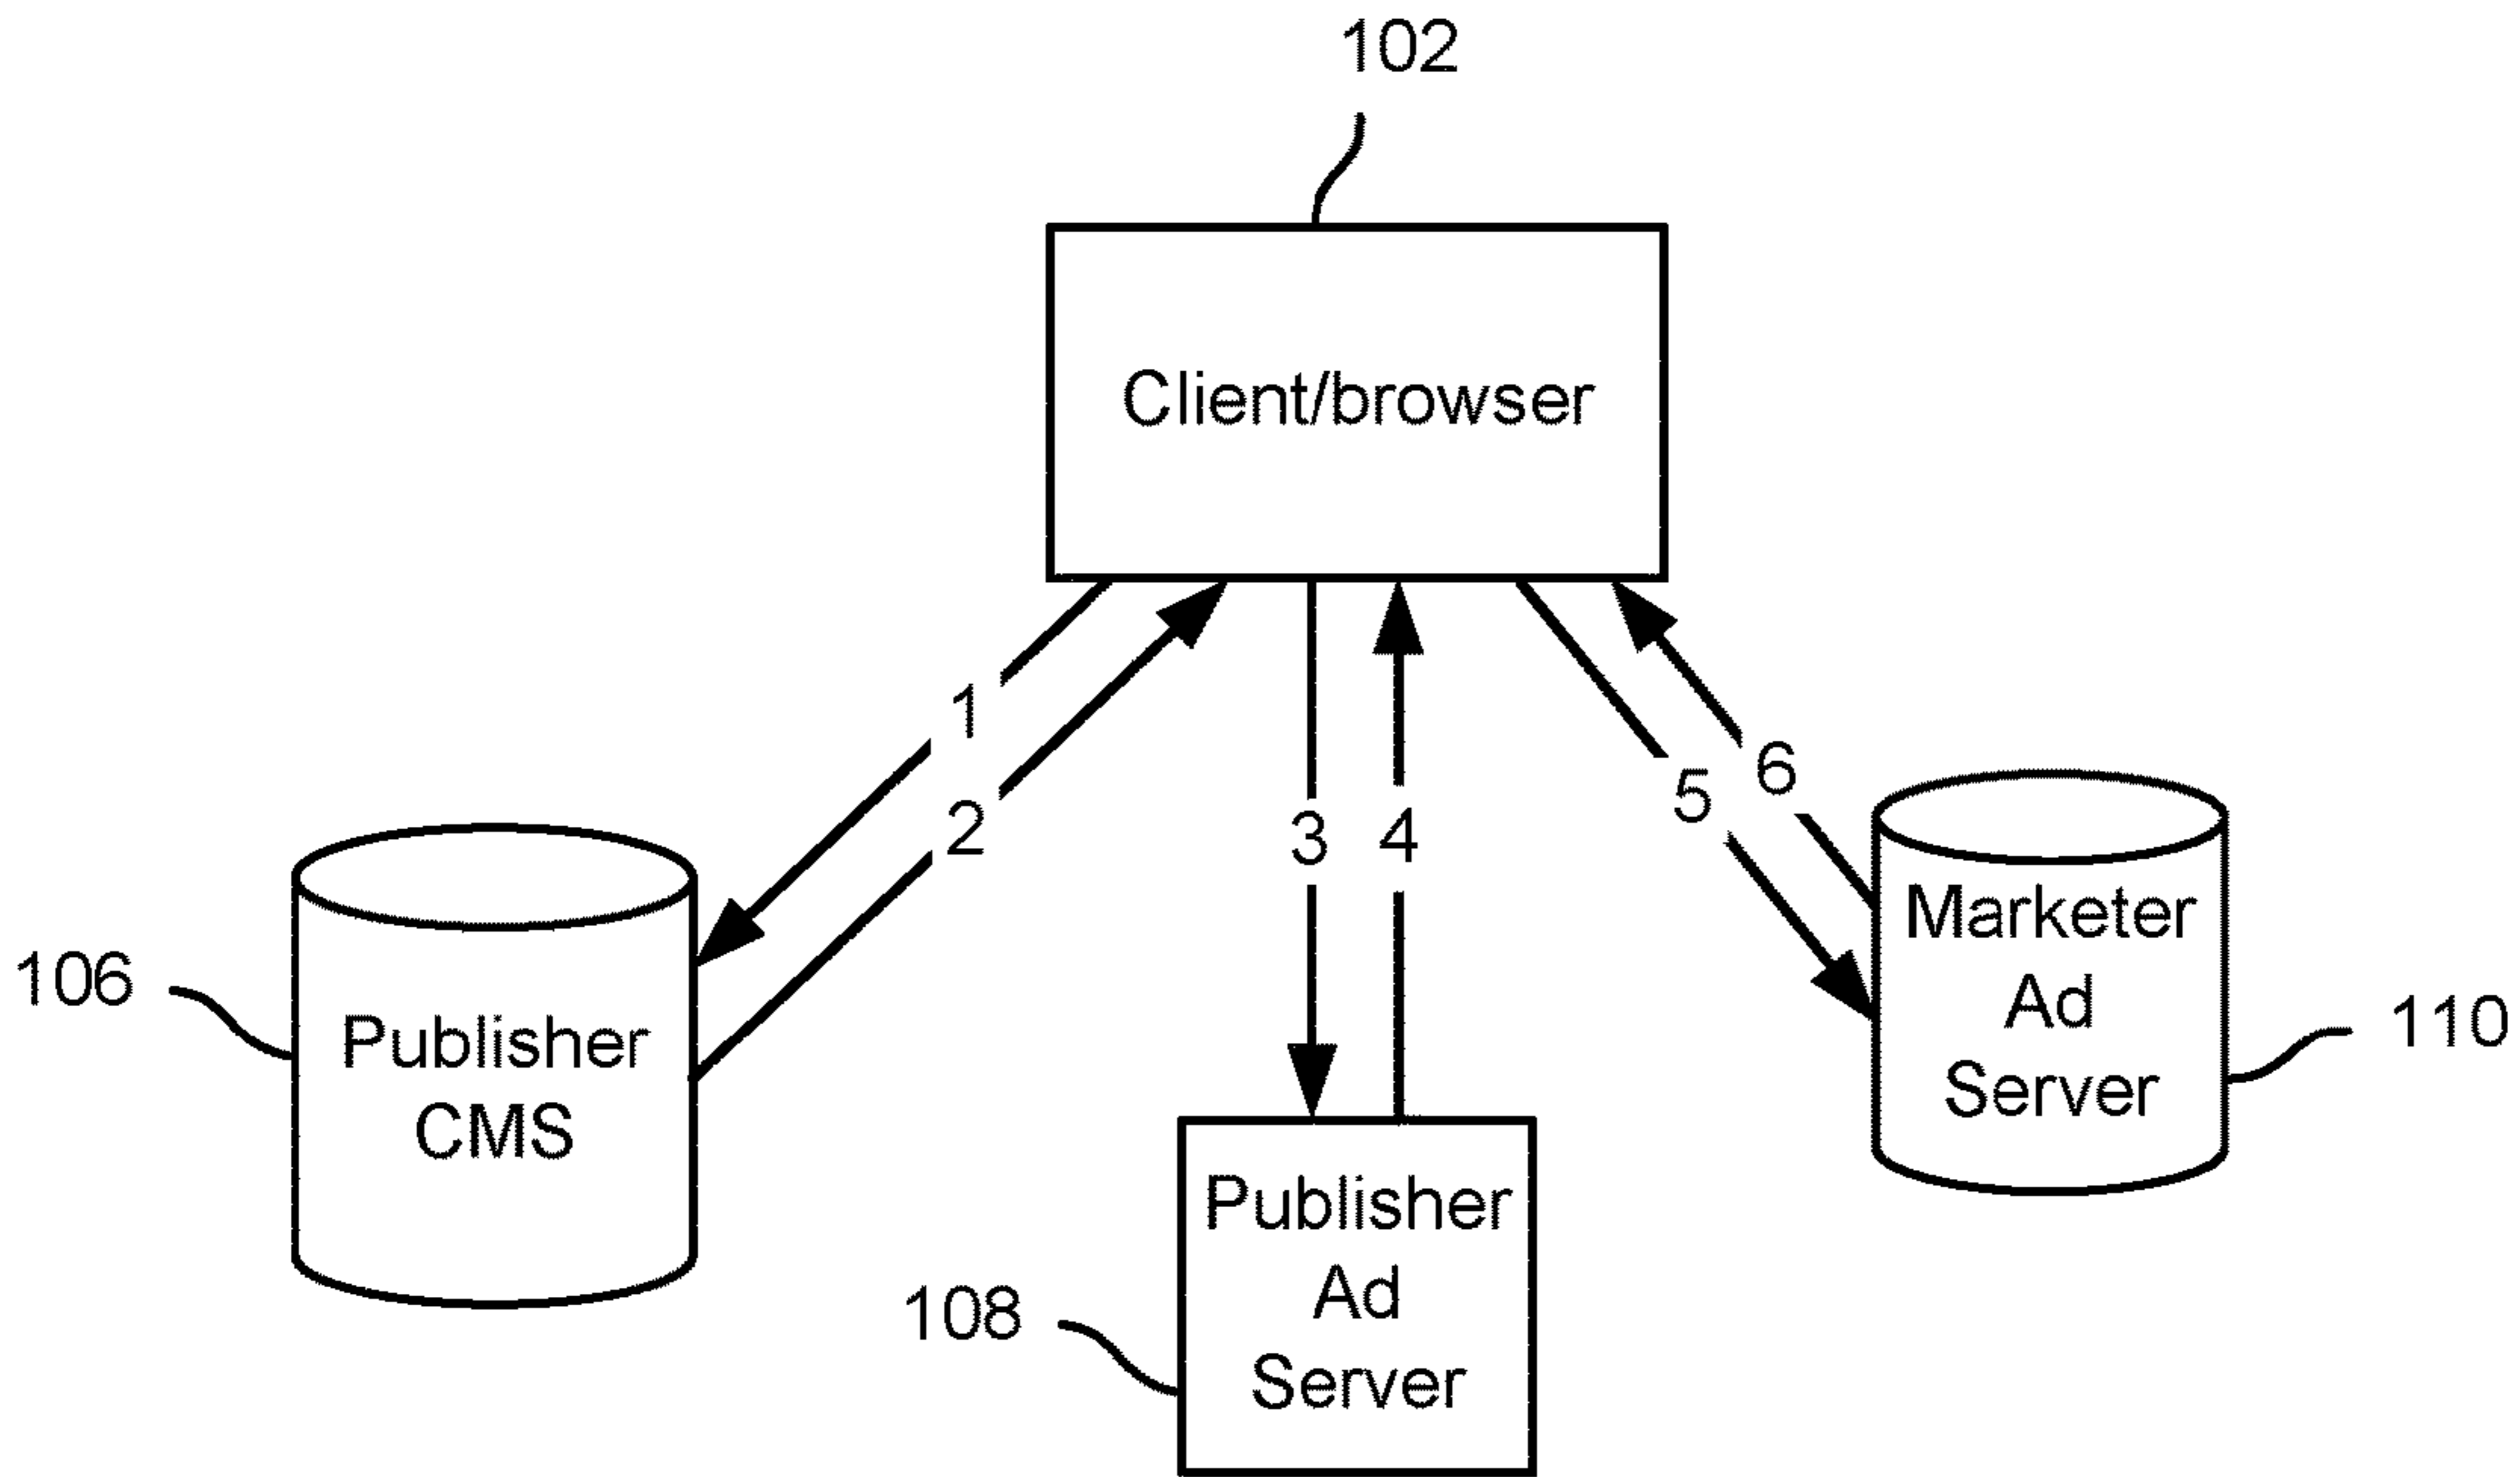 102
Client/browser
1
2
3
4
5
6
106
Publisher
CMS
Marketer
Ad
Server
110
108
Publisher
Ad
Server